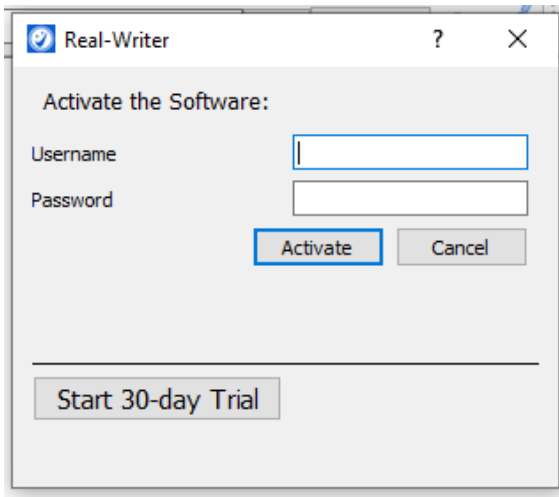 Real-Writer ?
Activate the Software:
Username
Password
Activate Cancel
Start 30-day Trial